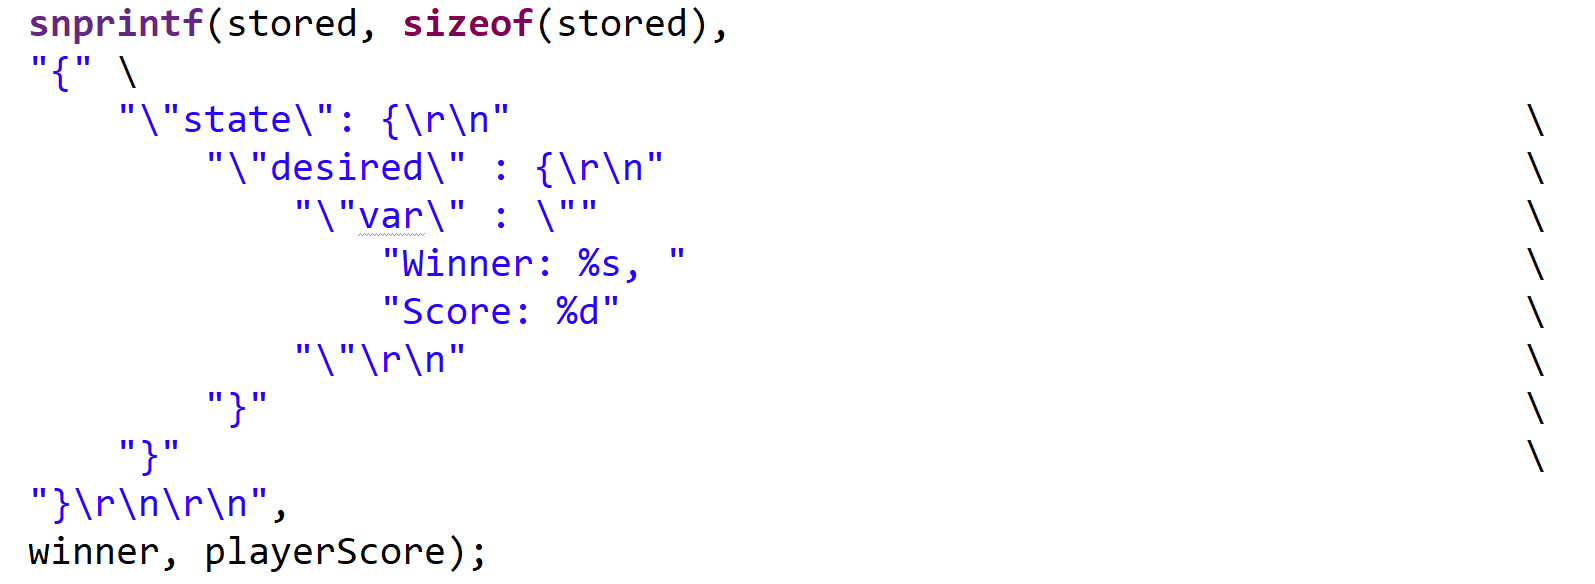 snprintf(stored, sizeof(stored),
"{" \
"\"state\": {\r\n" \
"\"desired\" : {\r\n" \
"\"var\" : \"" \
"Winner: %s, " \
"Score: %d" \
"\"\r\n" \
"}" \
"}" \
"}\r\n\r\n",
winner, playerScore);